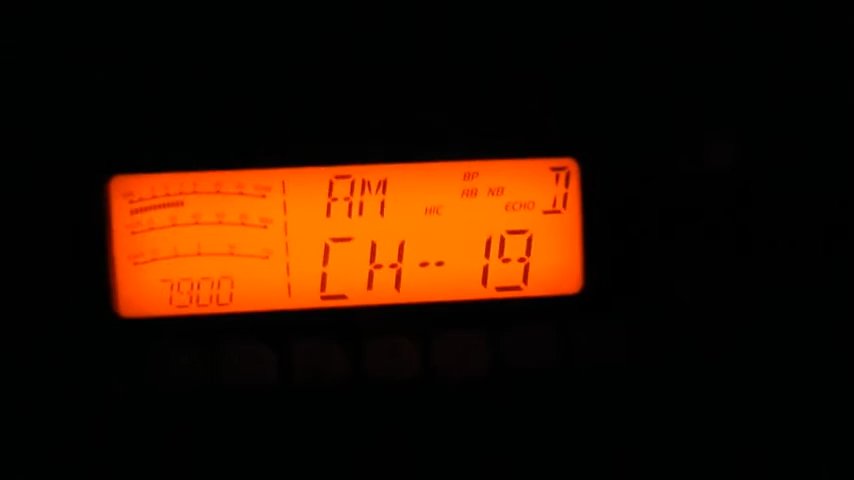 AM BP D
RB NB
HIC ECHO
CH--19
7900